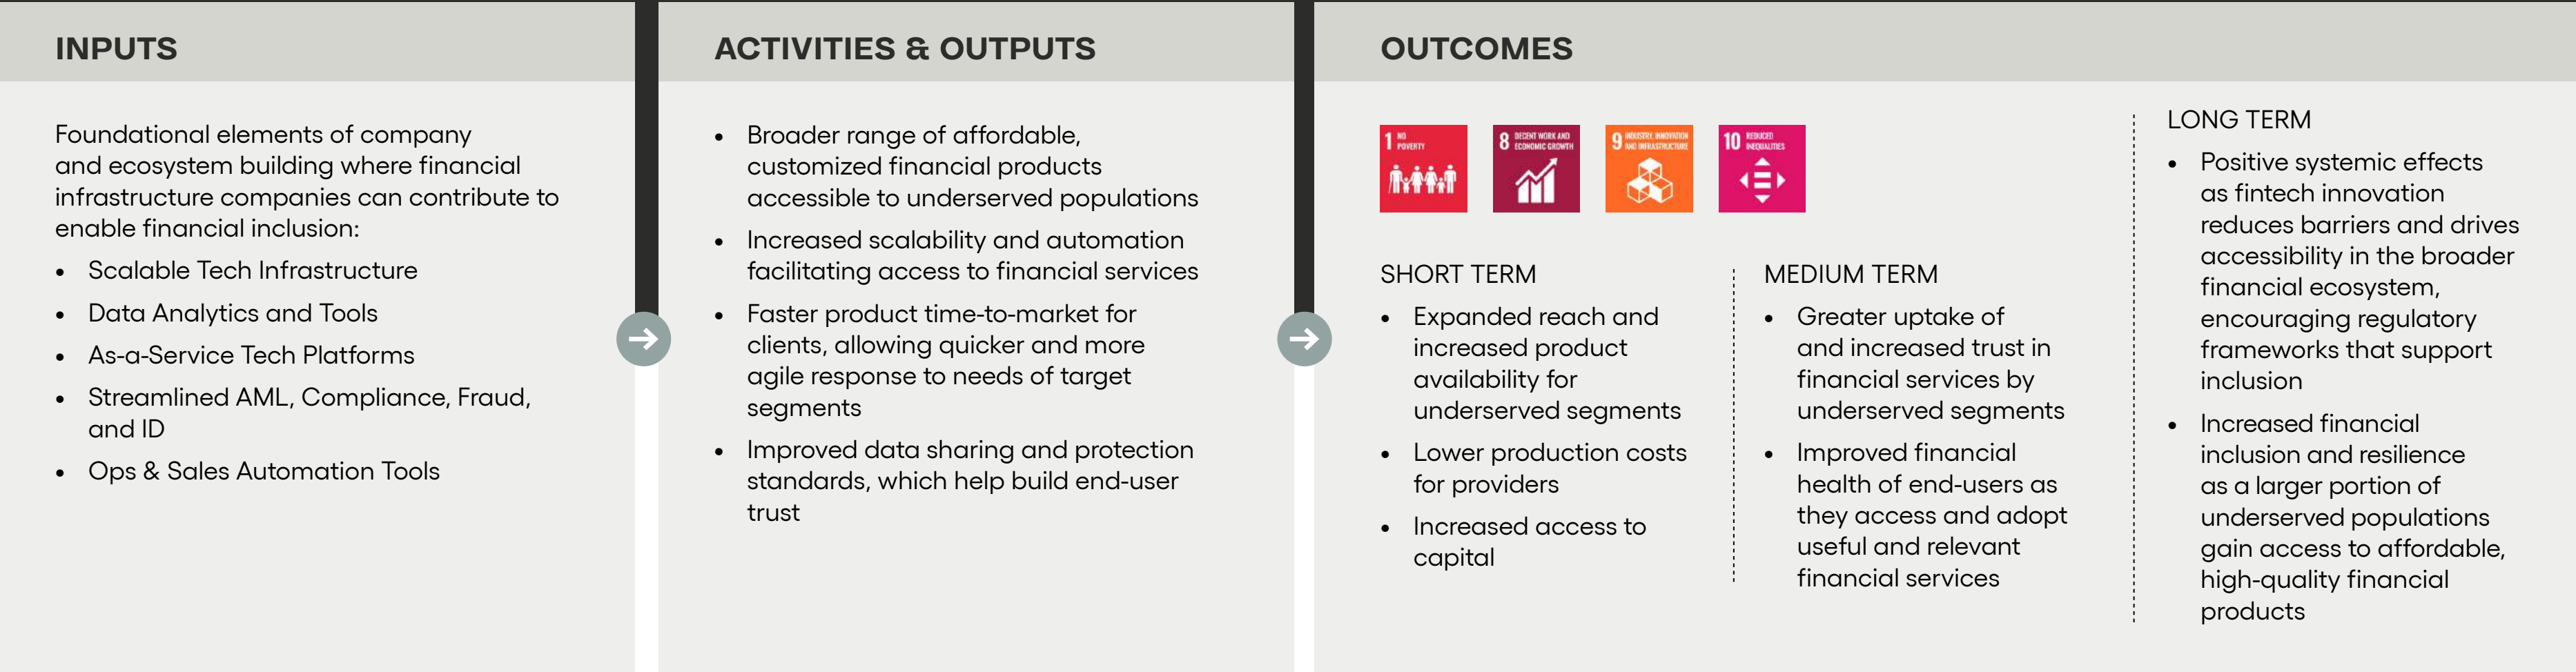 INPUTS
Foundational elements of company
and ecosystem building where financial
infrastructure companies can contribute to
enable financial inclusion:
• Scalable Tech Infrastructure
• Data Analytics and Tools
• As-a-Service Tech Platforms
• Streamlined AML, Compliance, Fraud,
and ID
• Ops & Sales Automation Tools
ACTIVITIES & OUTPUTS
• Broader range of affordable,
customized financial products
accessible to underserved populations
• Increased scalability and automation
facilitating access to financial services
• Faster product time-to-market for
clients, allowing quicker and more
agile response to needs of target
segments
• Improved data sharing and protection
standards, which help build end-user
trust
OUTCOMES
1 NO
POVERTY
8 DECENT WORK AND
ECONOMIC GROWTH
9 INDUSTRY, INNOVATION
AND INFRASTRUCTURE
10 REDUCED
INEQUALITIES
SHORT TERM
• Expanded reach and
increased product
availability for
underserved segments
• Lower production costs
for providers
• Increased access to
capital
MEDIUM TERM
• Greater uptake of
and increased trust in
financial services by
underserved segments
• Improved financial
health of end-users as
they access and adopt
useful and relevant
financial services
LONG TERM
• Positive systemic effects
as fintech innovation
reduces barriers and drives
accessibility in the broader
financial ecosystem,
encouraging regulatory
frameworks that support
inclusion
• Increased financial
inclusion and resilience
as a larger portion of
underserved populations
gain access to affordable,
high-quality financial
products